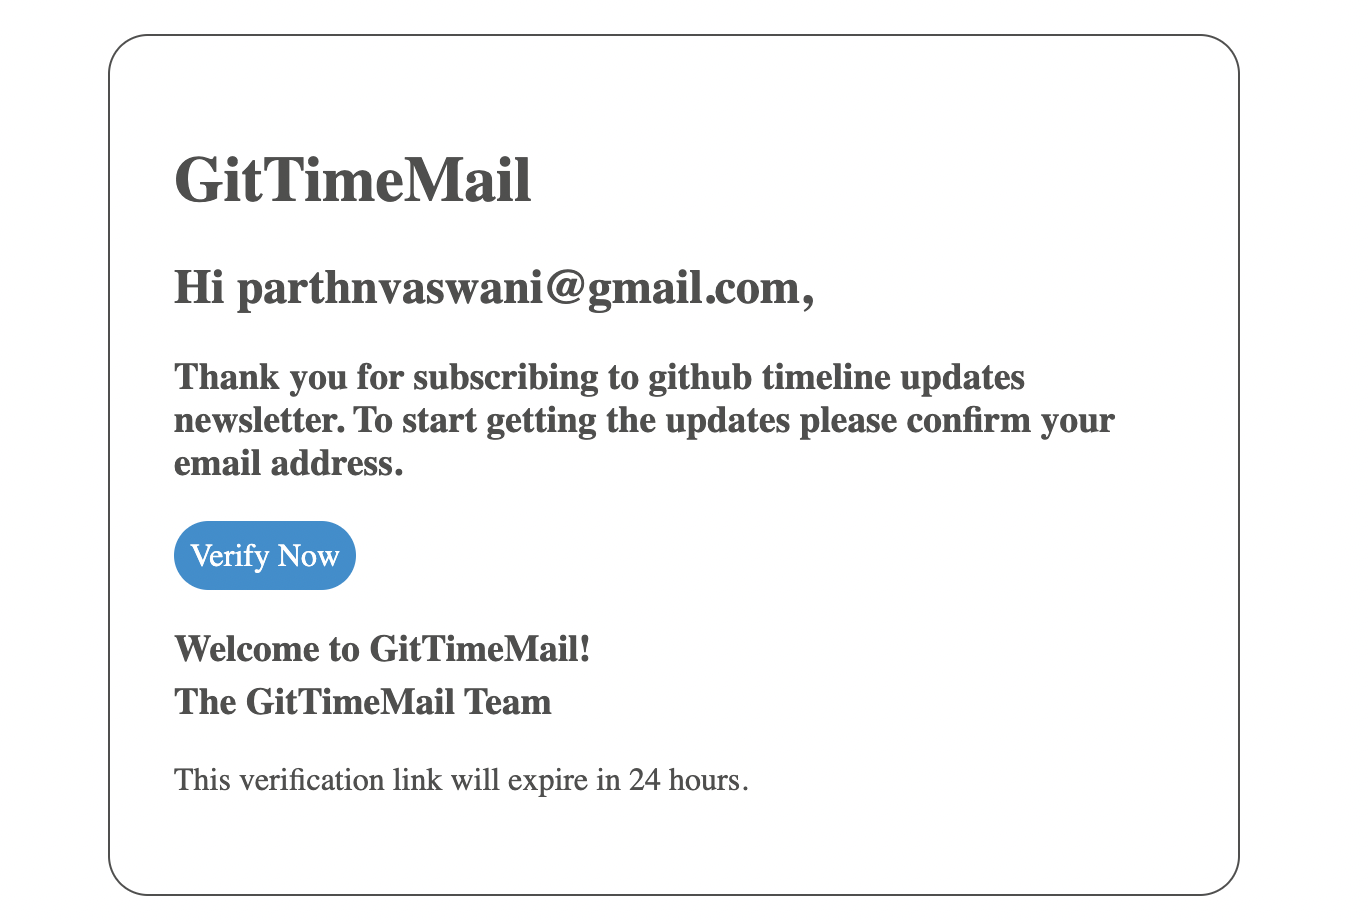 GitTimeMail
Hi parthnvaswani@gmail.com,
Thank you for subscribing to github timeline updates
newsletter. To start getting the updates please confirm your
email address.
Verify Now
Welcome to GitTimeMail!
The GitTimeMail Team
This verification link will expire in 24 hours.